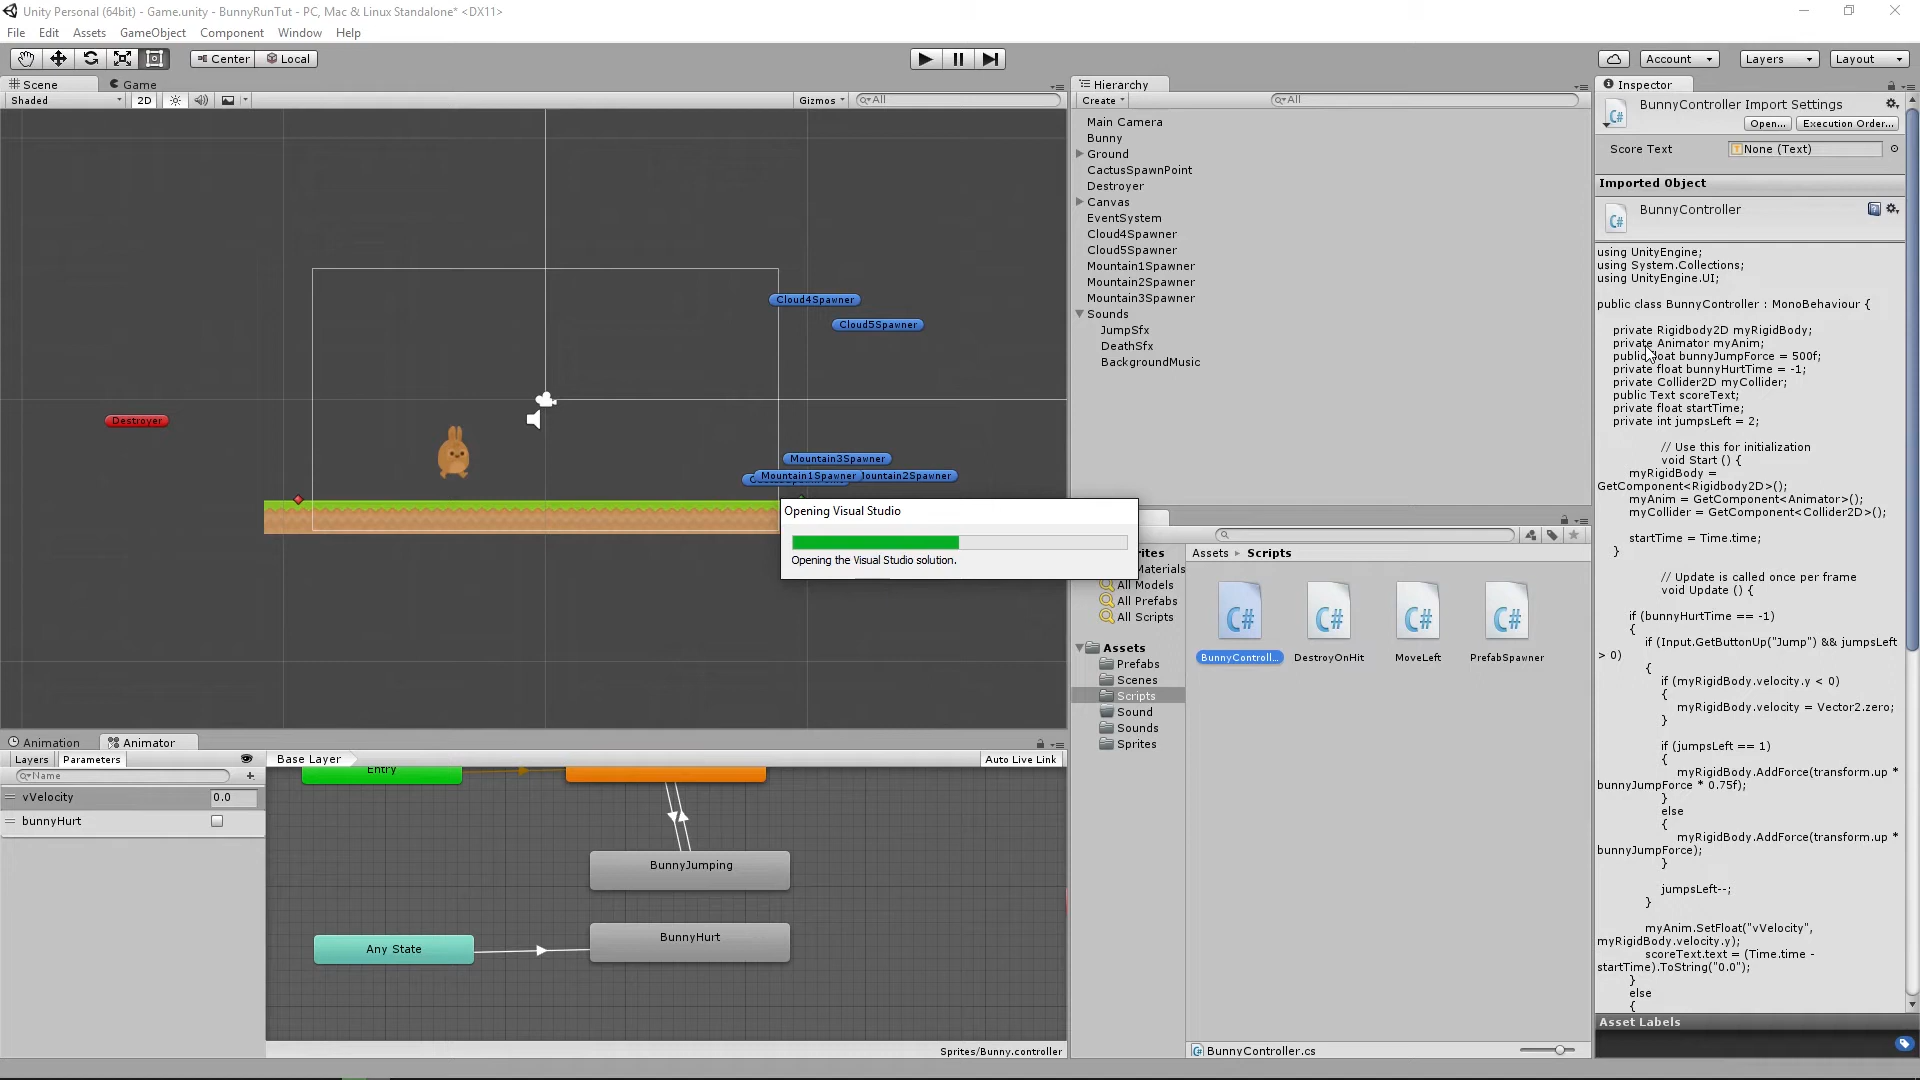 Unity Personal (64bit) - Game.unity - BunnyRunTut - PC, Mac & Linux Standalone* <DX11>
File Edit Assets GameObject Component Window Help
Center Local
Account Layers Layout
Scene Game
Shaded 2D Gizmos All
Cloud4Spawner
Cloud5Spawner
Destroyer
Mountain3Spawner
Mountain1Spawner
Mountain2Spawner
Opening Visual Studio
Opening the Visual Studio solution.
Hierarchy
Create All
Main Camera
Bunny
Ground
CactusSpawnPoint
Destroyer
Canvas
EventSystem
Cloud4Spawner
Cloud5Spawner
Mountain1Spawner
Mountain2Spawner
Mountain3Spawner
Sounds
JumpSfx
DeathSfx
BackgroundMusic
rites
Materials
All Models
All Prefabs
All Scripts
Assets
Prefabs
Scenes
Scripts
Sound
Sounds
Sprites
Assets Scripts
C# C# C# C#
BunnyControll... DestroyOnHit MoveLeft PrefabSpawner
BunnyController.cs
Animation Animator
Layers Parameters
Name
vVelocity 0.0
bunnyHurt
Base Layer Auto Live Link
Entry
BunnyJumping
BunnyHurt
Any State
Sprites/Bunny.controller
Inspector
C# BunnyController Import Settings
Open... Execution Order...
Score Text None (Text)
Imported Object
C# BunnyController
using UnityEngine;
using System.Collections;
using UnityEngine.UI;
public class BunnyController : MonoBehaviour {
private Rigidbody2D myRigidBody;
private Animator myAnim;
public float bunnyJumpForce = 500f;
private float bunnyHurtTime = -1;
private Collider2D myCollider;
public Text scoreText;
private float startTime;
private int jumpsLeft = 2;
// Use this for initialization
void Start () {
myRigidBody =
GetComponent<Rigidbody2D>();
myAnim = GetComponent<Animator>();
myCollider = GetComponent<Collider2D>();
startTime = Time.time;
}
// Update is called once per frame
void Update () {
if (bunnyHurtTime == -1)
{
if (Input.GetButtonUp("Jump") && jumpsLeft
> 0)
{
if (myRigidBody.velocity.y < 0)
{
myRigidBody.velocity = Vector2.zero;
}
if (jumpsLeft == 1)
{
myRigidBody.AddForce(transform.up *
bunnyJumpForce * 0.75f);
}
else
{
myRigidBody.AddForce(transform.up *
bunnyJumpForce);
}
jumpsLeft--;
}
myAnim.SetFloat("vVelocity",
myRigidBody.velocity.y);
scoreText.text = (Time.time -
startTime).ToString("0.0");
}
else
{
Asset Labels